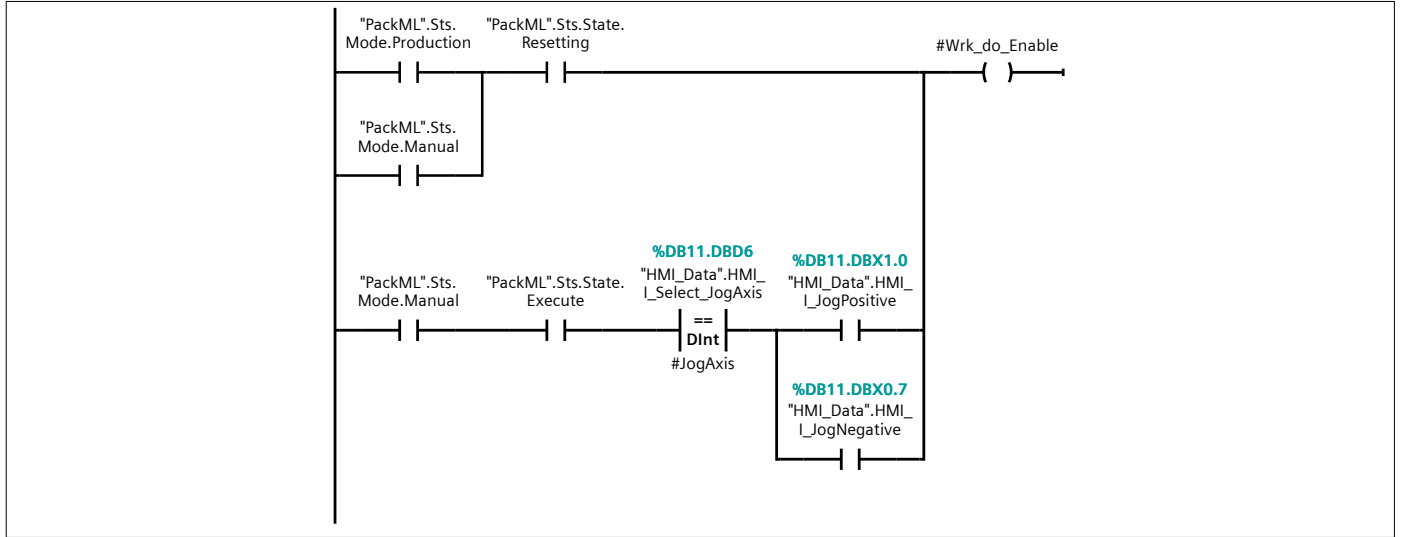 "PackML".Sts.
Mode.Production
"PackML".Sts.State.
Resetting
#Wrk_do_Enable
"PackML".Sts.
Mode.Manual
"PackML".Sts.
Mode.Manual
"PackML".Sts.State.
Execute
%DB11.DBD6
"HMI_Data".HMI_
I_Select_JogAxis
==
DInt
#JogAxis
%DB11.DBX1.0
"HMI_Data".HMI_
I_JogPositive
%DB11.DBX0.7
"HMI_Data".HMI_
I_JogNegative